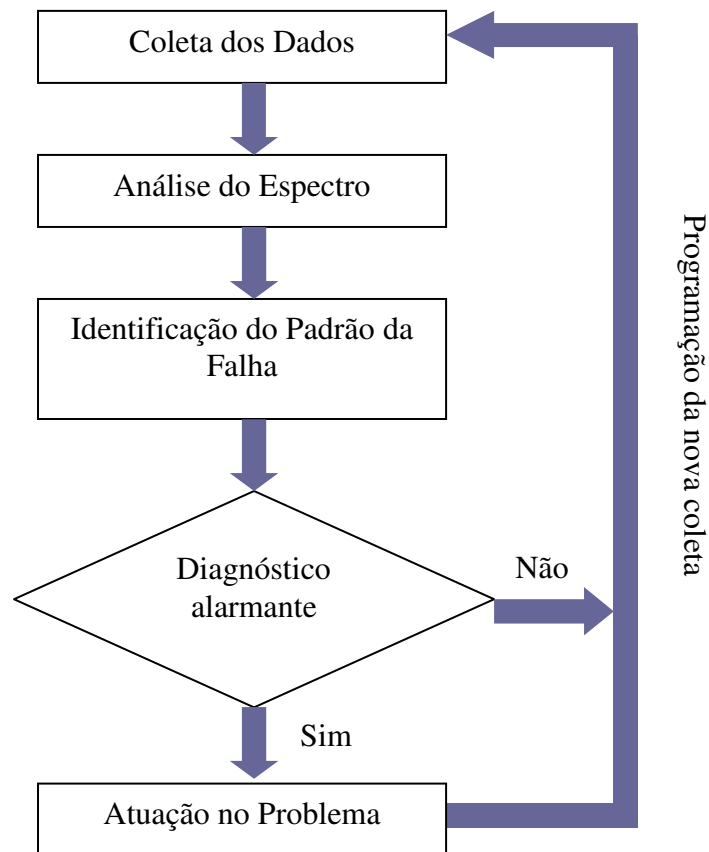 Coleta dos Dados
Análise do Espectro
Identificação do Padrão da
Falha
Diagnóstico
alarmante
Não
Sim
Atuação no Problema
Programação da nova coleta